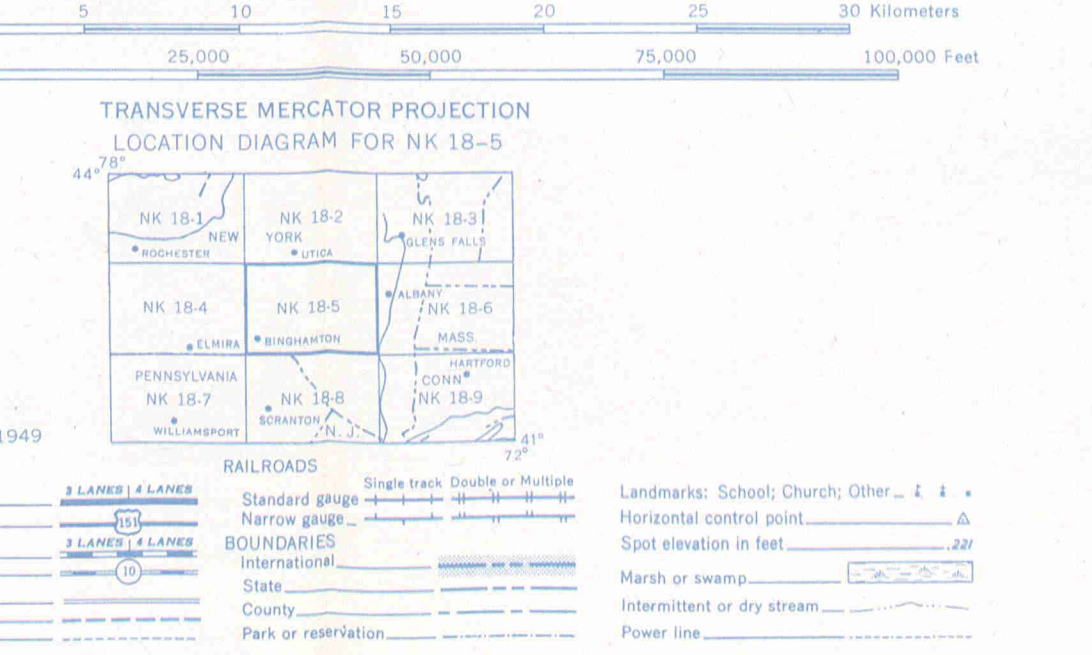 5 10 15 20 25 30 Kilometers
25,000 50,000 75,000 100,000 Feet
TRANSVERSE MERCATOR PROJECTION
LOCATION DIAGRAM FOR NK 18-5
78°
44°
NK 18-1 NK 18-2 NK 18-3
NEW YORK GLENS FALLS
ROCHESTER UTICA
ALBANY
NK 18-4 NK 18-5 NK 18-6
ELMIRA BINGHAMTON MASS
HARTFORD
PENNSYLVANIA CONN
NK 18-7 NK 18-8 NK 18-9
SCRANTON
WILLIAMSPORT N. J.
41°
72°
1949
3 LANES | 4 LANES
151
3 LANES | 4 LANES
10
RAILROADS
Single track Double or Multiple
Standard gauge
Narrow gauge
BOUNDARIES
International
State
County
Park or reservation
Landmarks: School; Church; Other
Horizontal control point
Spot elevation in feet .221
Marsh or swamp
Intermittent or dry stream
Power line